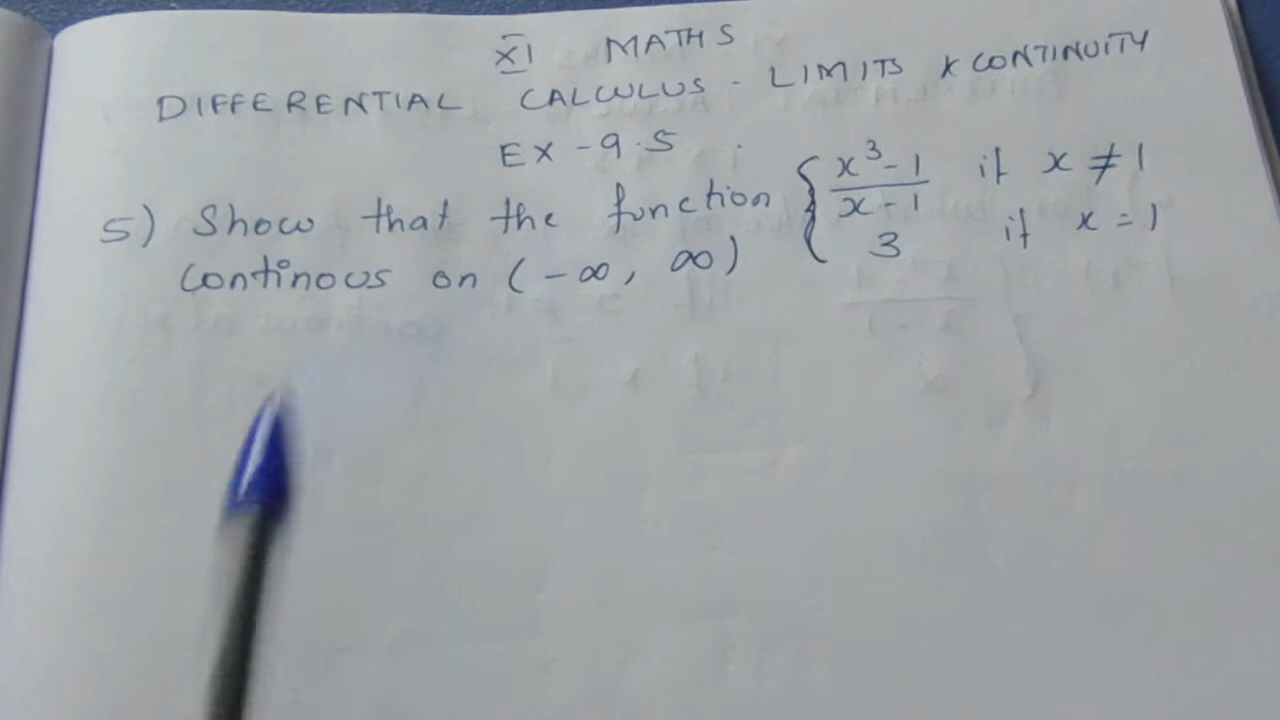 XI MATHS
DIFFERENTIAL CALCULUS - LIMITS & CONTINUITY
EX - 9.5
5) Show that the function { x³-1 / x-1 if x ≠ 1
continous on (-∞, ∞) 3 if x = 1